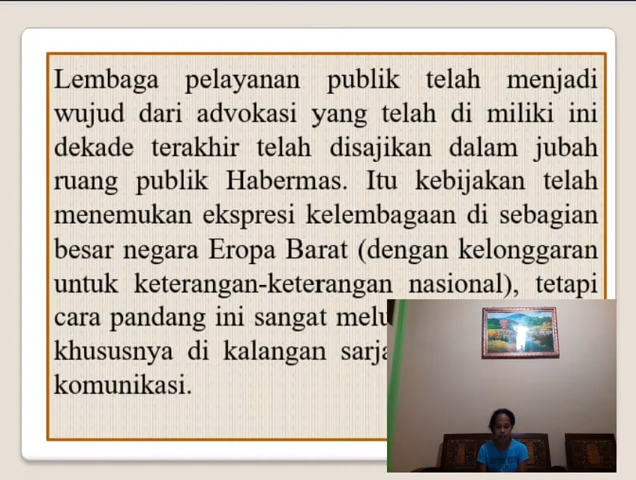 Lembaga pelayanan publik telah menjadi
wujud dari advokasi yang telah di miliki ini
dekade terakhir telah disajikan dalam jubah
ruang publik Habermas. Itu kebijakan telah
menemukan ekspresi kelembagaan di sebagian
besar negara Eropa Barat (dengan kelonggaran
untuk keterangan-keterangan nasional), tetapi
cara pandang ini sangat
khususnya di kalangan
komunikasi.